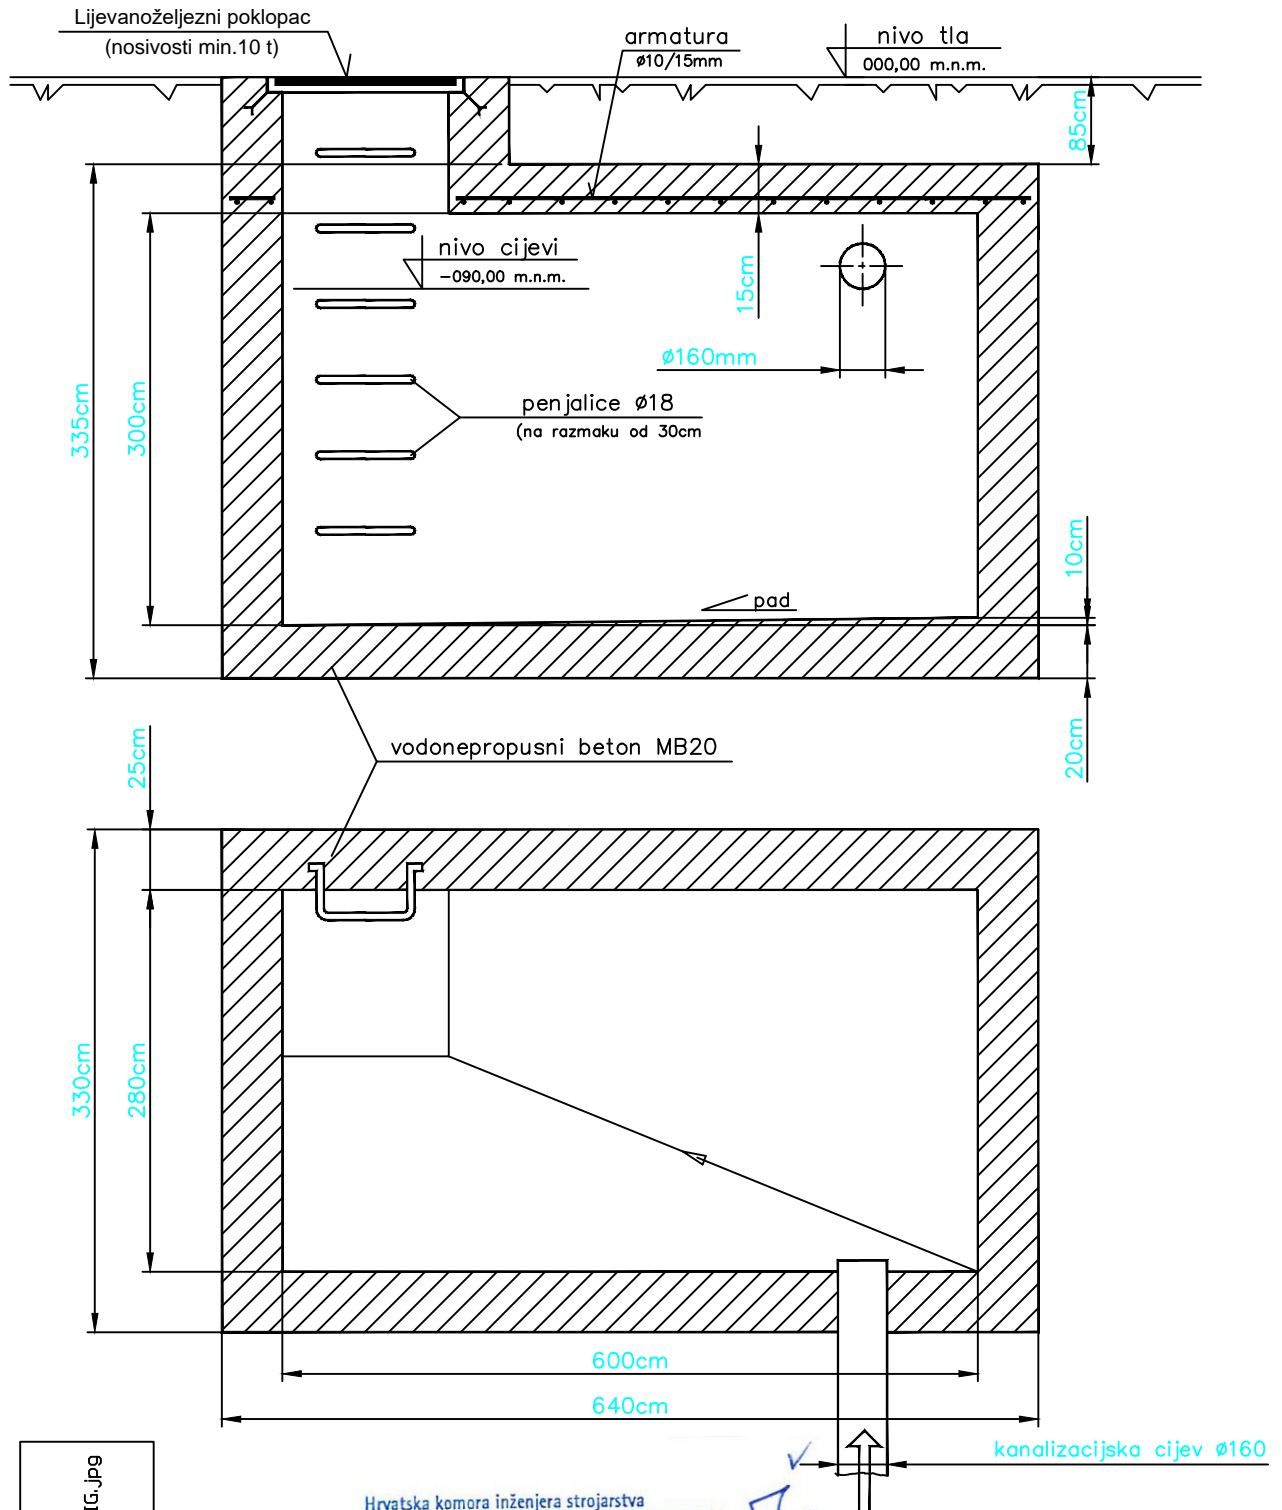 Lijevanoželjezni poklopac
(nosivosti min.10 t)
armatura
ø10/15mm
nivo tla
000,00 m.n.m.
85cm
nivo cijevi
-090,00 m.n.m.
15cm
ø160mm
335cm
300cm
penjalice ø18
(na razmaku od 30cm
10cm
pad
20cm
vodonepropusni beton MB20
25cm
330cm
280cm
600cm
640cm
kanalizacijska cijev ø160
IG.jpg
Hrvatska komora inženjera strojarstva